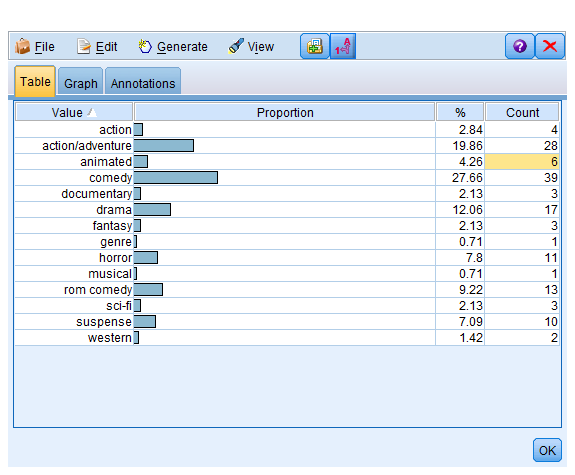 File Edit Generate View
Table Graph Annotations
Value Proportion % Count
action 2.84 4
action/adventure 19.86 28
animated 4.26 6
comedy 27.66 39
documentary 2.13 3
drama 12.06 17
fantasy 2.13 3
genre 0.71 1
horror 7.8 11
musical 0.71 1
rom comedy 9.22 13
sci-fi 2.13 3
suspense 7.09 10
western 1.42 2
OK